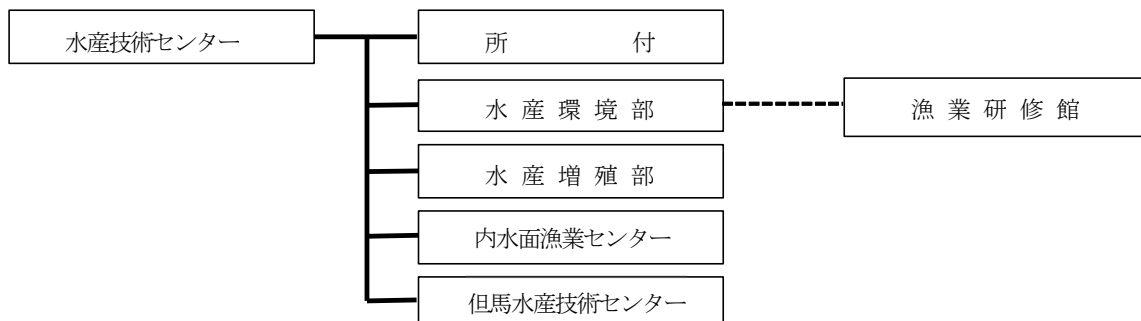 水産技術センター
所 付
水 産 環 境 部
漁 業 研 修 館
水 産 増 殖 部
内水面漁業センター
但馬水産技術センター